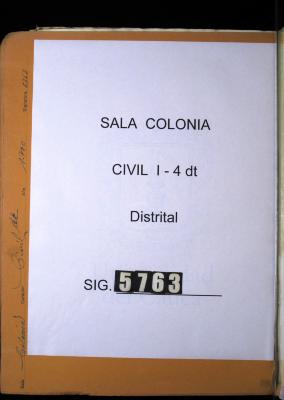 SALA COLONIA
CIVIL I - 4 dt
Distrital
SIG. 5763